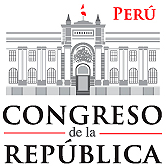 PERÚ
CONGRESO
de la
REPÚBLICA